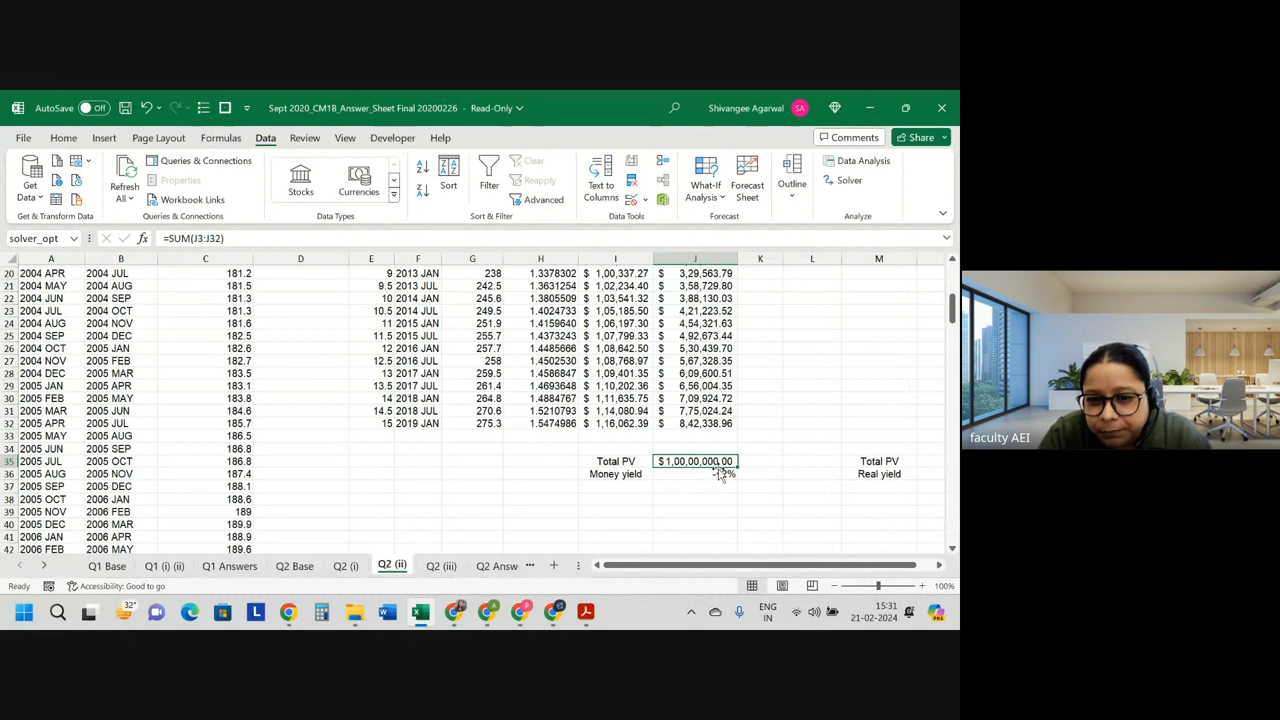 AutoSave Off Sept 2020_CM1B_Answer_Sheet Final 20200226 - Read-Only Shivangee Agarwal SA
File Home Insert Page Layout Formulas Data Review View Developer Help Comments Share
Get Data Refresh All Queries & Connections Properties Workbook Links Stocks Currencies Sort Filter Clear Reapply Advanced Text to Columns What-If Analysis Forecast Sheet Outline Data Analysis Solver
Get & Transform Data Queries & Connections Data Types Sort & Filter Data Tools Forecast Analyze
solver_opt fx =SUM(J3:J32)
A B C D E F G H I J K L M
20 2004 APR 2004 JUL 181.2 9 2013 JAN 238 1.3378302 $ 1,00,337.27 $ 3,29,563.79
21 2004 MAY 2004 AUG 181.5 9.5 2013 JUL 242.5 1.3631254 $ 1,02,234.40 $ 3,58,729.80
22 2004 JUN 2004 SEP 181.3 10 2014 JAN 245.6 1.3805509 $ 1,03,541.32 $ 3,88,130.03
23 2004 JUL 2004 OCT 181.3 10.5 2014 JUL 249.5 1.4024733 $ 1,05,185.50 $ 4,21,223.52
24 2004 AUG 2004 NOV 181.6 11 2015 JAN 251.9 1.4159640 $ 1,06,197.30 $ 4,54,321.63
25 2004 SEP 2004 DEC 182.5 11.5 2015 JUL 255.7 1.4373243 $ 1,07,799.33 $ 4,92,673.44
26 2004 OCT 2005 JAN 182.6 12 2016 JAN 257.7 1.4485666 $ 1,08,642.50 $ 5,30,439.70
27 2004 NOV 2005 FEB 182.7 12.5 2016 JUL 258 1.4502530 $ 1,08,768.97 $ 5,67,328.35
28 2004 DEC 2005 MAR 183.5 13 2017 JAN 259.5 1.4586847 $ 1,09,401.35 $ 6,09,600.51
29 2005 JAN 2005 APR 183.1 13.5 2017 JUL 261.4 1.4693648 $ 1,10,202.36 $ 6,56,004.35
30 2005 FEB 2005 MAY 183.8 14 2018 JAN 264.8 1.4884767 $ 1,11,635.75 $ 7,09,924.72
31 2005 MAR 2005 JUN 184.6 14.5 2018 JUL 270.6 1.5210793 $ 1,14,080.94 $ 7,75,024.24
32 2005 APR 2005 JUL 185.7 15 2019 JAN 275.3 1.5474986 $ 1,16,062.39 $ 8,42,338.96
33 2005 MAY 2005 AUG 186.5
34 2005 JUN 2005 SEP 186.8
35 2005 JUL 2005 OCT 186.8 Total PV $ 1,00,00,000.00 Total PV
36 2005 AUG 2005 NOV 187.4 Money yield Real yield
37 2005 SEP 2005 DEC 188.1
38 2005 OCT 2006 JAN 189.6
39 2005 NOV 2006 FEB 189
40 2005 DEC 2006 MAR 189.9
41 2006 JAN 2006 APR 188.9
42 2006 FEB 2006 MAY 189.6
Q1 Base Q1 (i) (ii) Q1 Answers Q2 Base Q2 (i) Q2 (ii) Q2 (iii) Q2 Answ
Ready Accessibility: Good to go 100%
32° ENG IN 15:31 21-02-2024
faculty AEI